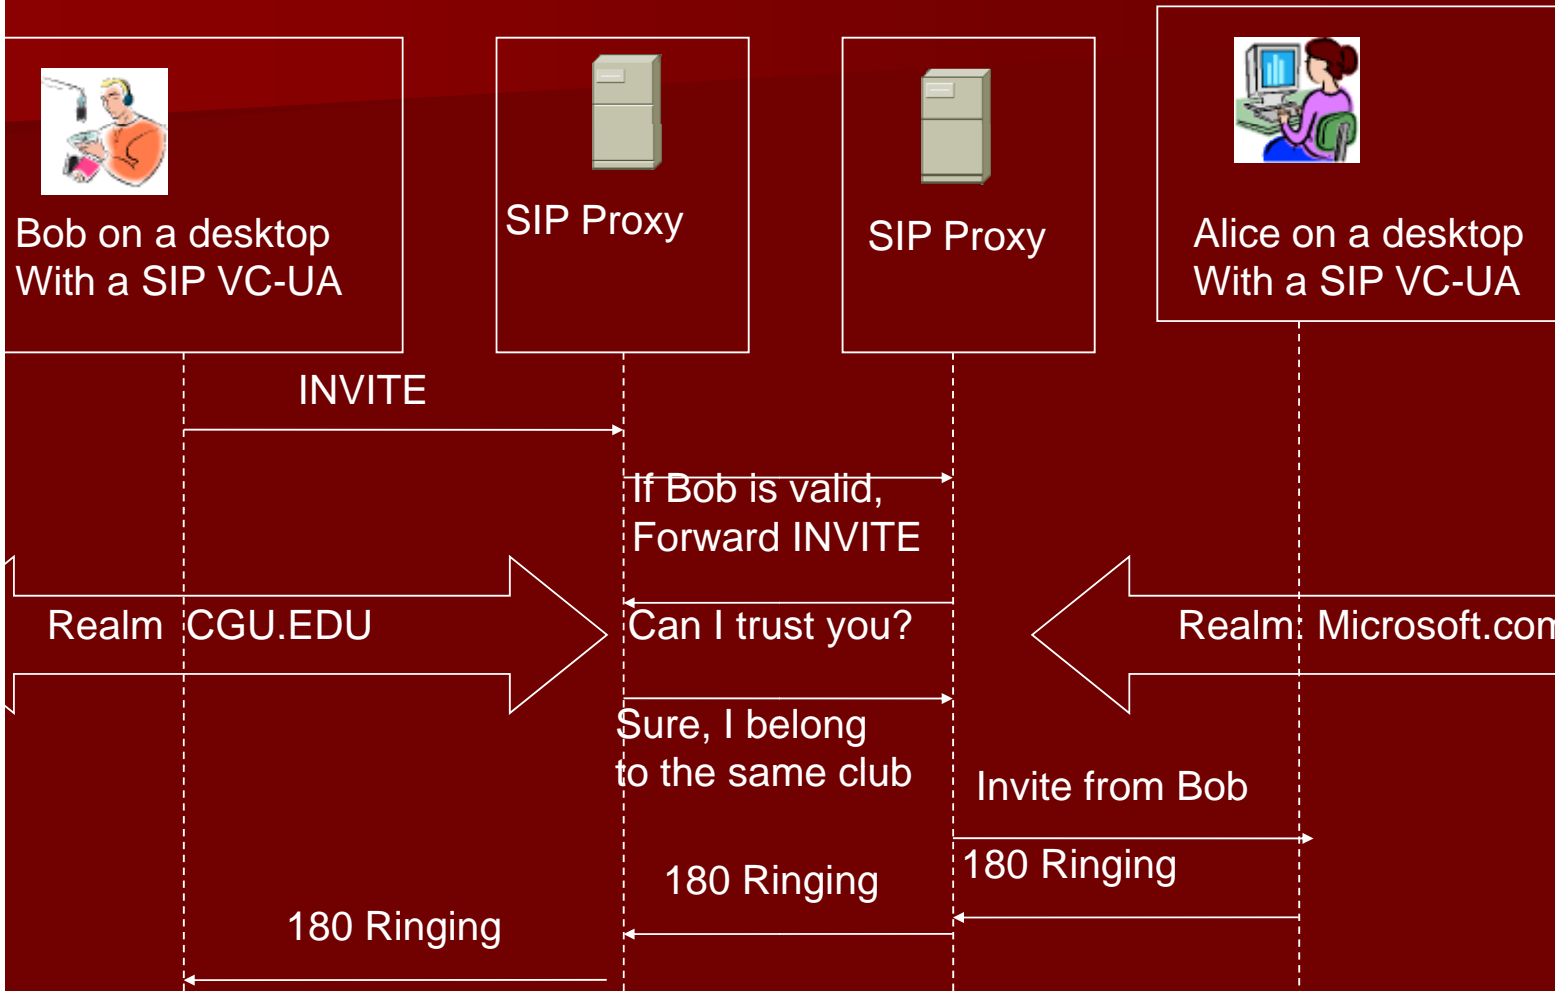 Bob on a desktop
With a SIP VC-UA
SIP Proxy
SIP Proxy
Alice on a desktop
With a SIP VC-UA
INVITE
If Bob is valid,
Forward INVITE
Realm CGU.EDU
Can I trust you?
Realm: Microsoft.com
Sure, I belong
to the same club
Invite from Bob
180 Ringing
180 Ringing
180 Ringing